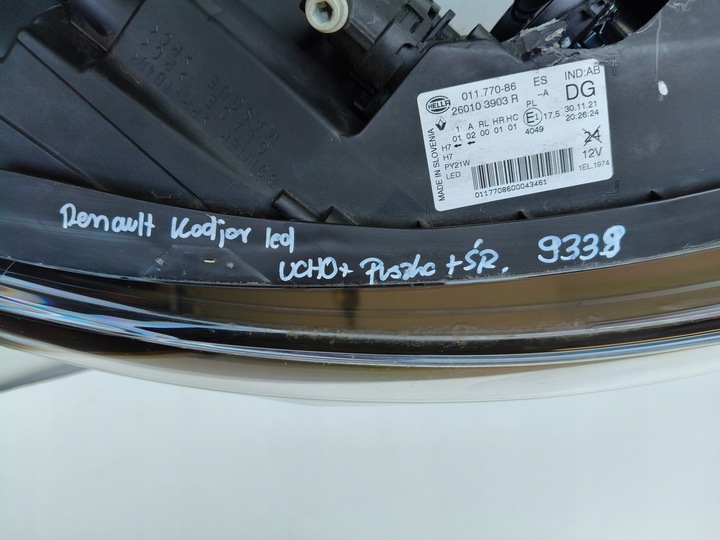 HELLA
011.770-86 ES IND:AB
26010 3903 R -A DG
PL
1 A RL HR HC E1 17,5 30.11.21
01 02 00 01 01 20:26:24
H7 4049 24
H7 12V
PY21W
LED 1EL.1974
MADE IN SLOVENIA
0117708600043461
Renault Kodjar led
UCHO+ Puszka + ŚR. 9338